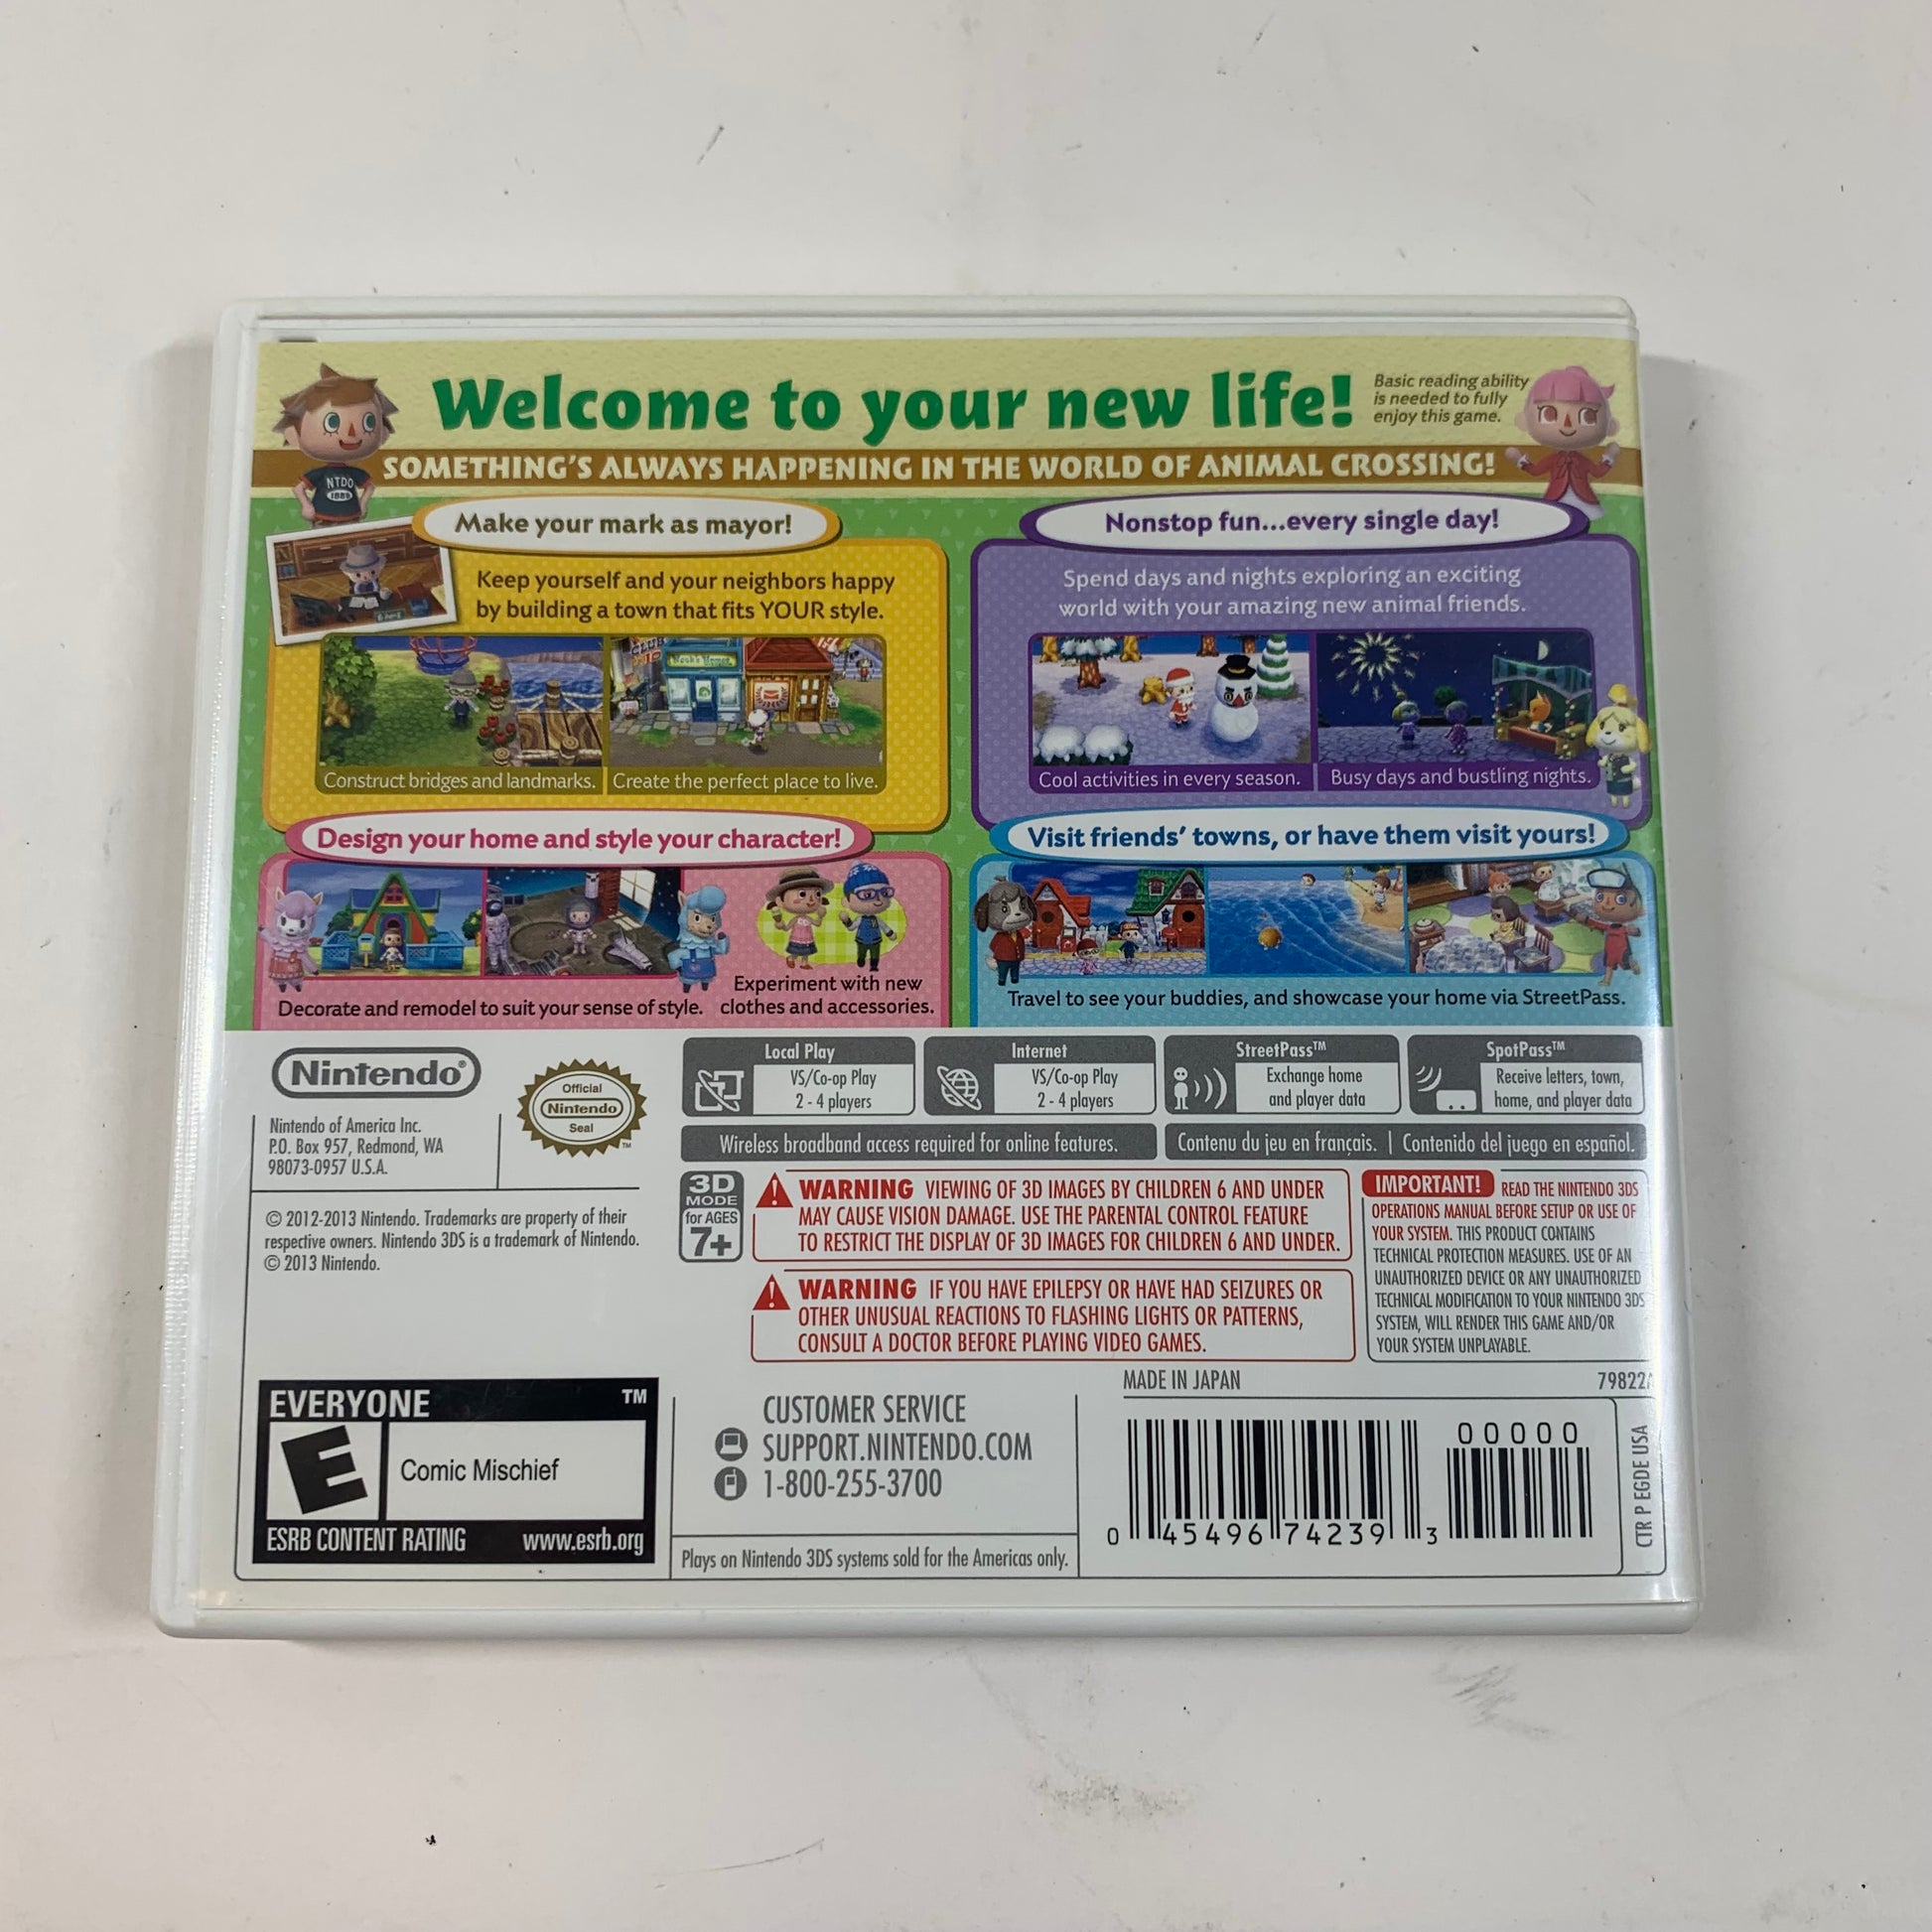 Welcome to your new life!
Basic reading ability
is needed to fully
enjoy this game.
SOMETHING'S ALWAYS HAPPENING IN THE WORLD OF ANIMAL CROSSING!
NTDO
1889
Make your mark as mayor!
Keep yourself and your neighbors happy
by building a town that fits YOUR style.
Construct bridges and landmarks.
Create the perfect place to live.
Nonstop fun...every single day!
Spend days and nights exploring an exciting
world with your amazing new animal friends.
Cool activities in every season.
Busy days and bustling nights.
Design your home and style your character!
Decorate and remodel to suit your sense of style.
Experiment with new
clothes and accessories.
Visit friends' towns, or have them visit yours!
Travel to see your buddies, and showcase your home via StreetPass.
Nintendo®
Official
Nintendo
Seal
TM
Nintendo of America Inc.
P.O. Box 957, Redmond, WA
98073-0957 U.S.A.
© 2012-2013 Nintendo. Trademarks are property of their
respective owners. Nintendo 3DS is a trademark of Nintendo.
© 2013 Nintendo.
Local Play
VS/Co-op Play
2 - 4 players
Internet
VS/Co-op Play
2 - 4 players
StreetPass™
Exchange home
and player data
SpotPass™
Receive letters, town,
home, and player data
Wireless broadband access required for online features.
Contenu du jeu en français. | Contenido del juego en español.
3D
MODE
for AGES
7+
WARNING VIEWING OF 3D IMAGES BY CHILDREN 6 AND UNDER
MAY CAUSE VISION DAMAGE. USE THE PARENTAL CONTROL FEATURE
TO RESTRICT THE DISPLAY OF 3D IMAGES FOR CHILDREN 6 AND UNDER.
WARNING IF YOU HAVE EPILEPSY OR HAVE HAD SEIZURES OR
OTHER UNUSUAL REACTIONS TO FLASHING LIGHTS OR PATTERNS,
CONSULT A DOCTOR BEFORE PLAYING VIDEO GAMES.
IMPORTANT! READ THE NINTENDO 3DS
OPERATIONS MANUAL BEFORE SETUP OR USE OF
YOUR SYSTEM. THIS PRODUCT CONTAINS
TECHNICAL PROTECTION MEASURES. USE OF AN
UNAUTHORIZED DEVICE OR ANY UNAUTHORIZED
TECHNICAL MODIFICATION TO YOUR NINTENDO 3DS
SYSTEM, WILL RENDER THIS GAME AND/OR
YOUR SYSTEM UNPLAYABLE.
EVERYONE ™
E
Comic Mischief
ESRB CONTENT RATING www.esrb.org
CUSTOMER SERVICE
SUPPORT.NINTENDO.COM
1-800-255-3700
Plays on Nintendo 3DS systems sold for the Americas only.
MADE IN JAPAN
79822A
00000
0 45496 74239 3
CTR P EGDE USA